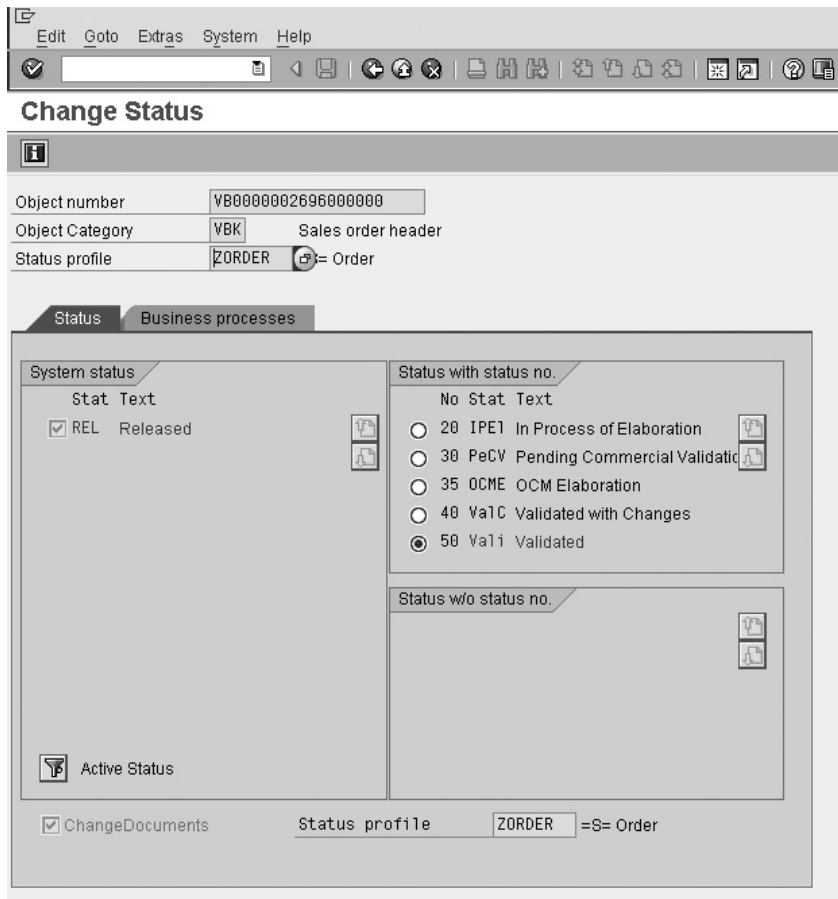 Edit Goto Extras System Help
Change Status
Object number VB0000002696000000
Object Category VBK Sales order header
Status profile ZORDER := Order
Status Business processes
System status
Stat Text
REL Released
Active Status
Status with status no.
No Stat Text
20 IPE1 In Process of Elaboration
30 PeCV Pending Commercial Validatic
35 OCME OCM Elaboration
40 ValC Validated with Changes
50 Vali Validated
Status w/o status no.
ChangeDocuments Status profile ZORDER =S= Order